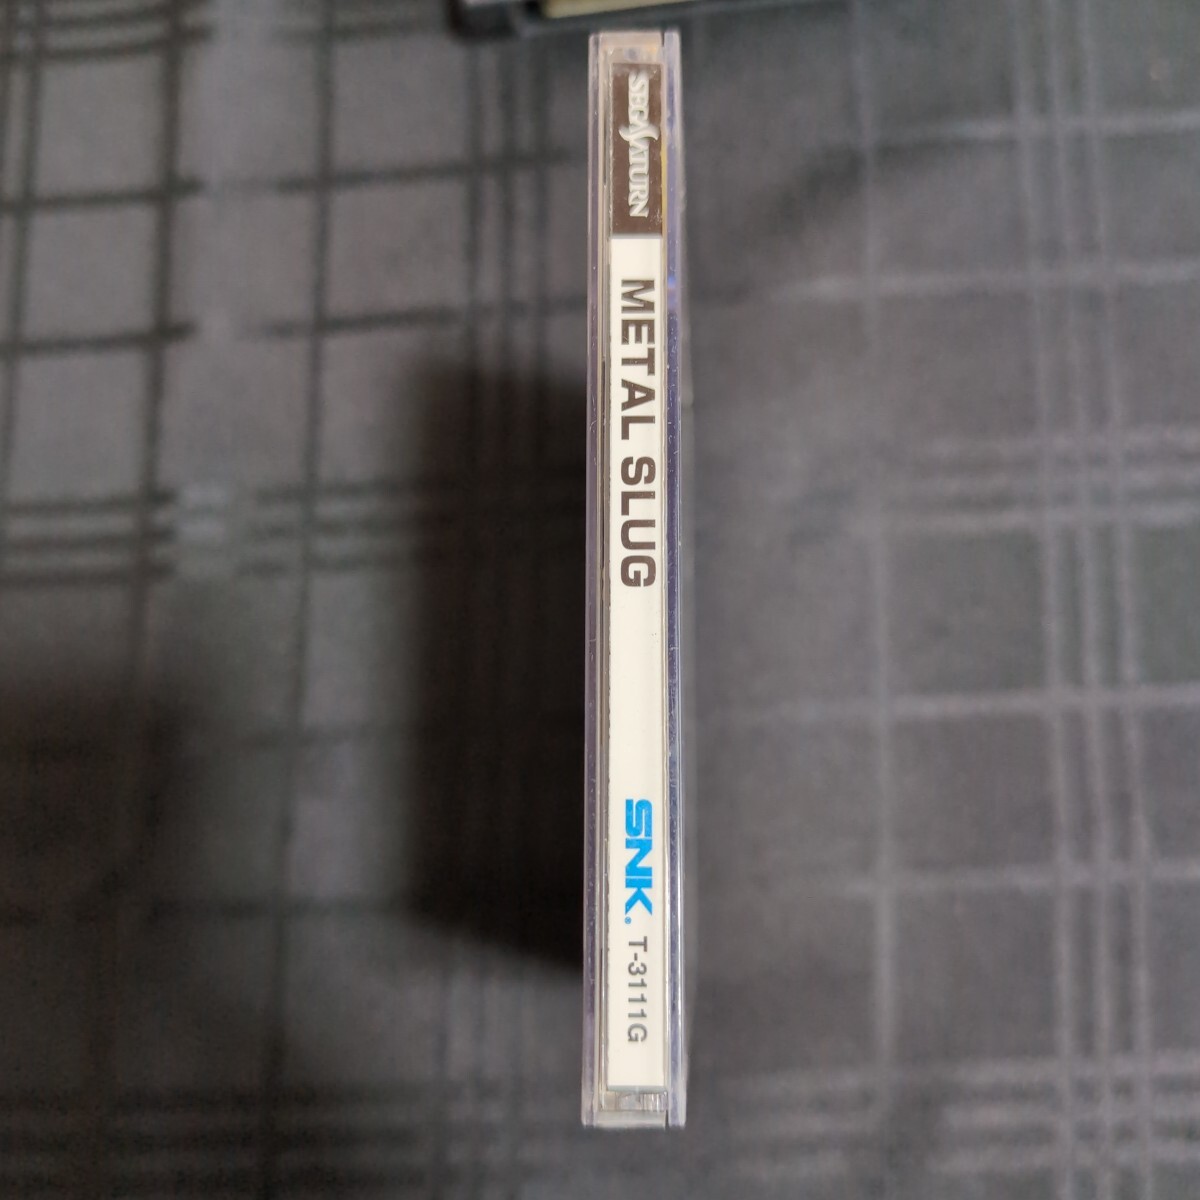 SEGA SATURN
METAL SLUG
SNK.
T-3111G